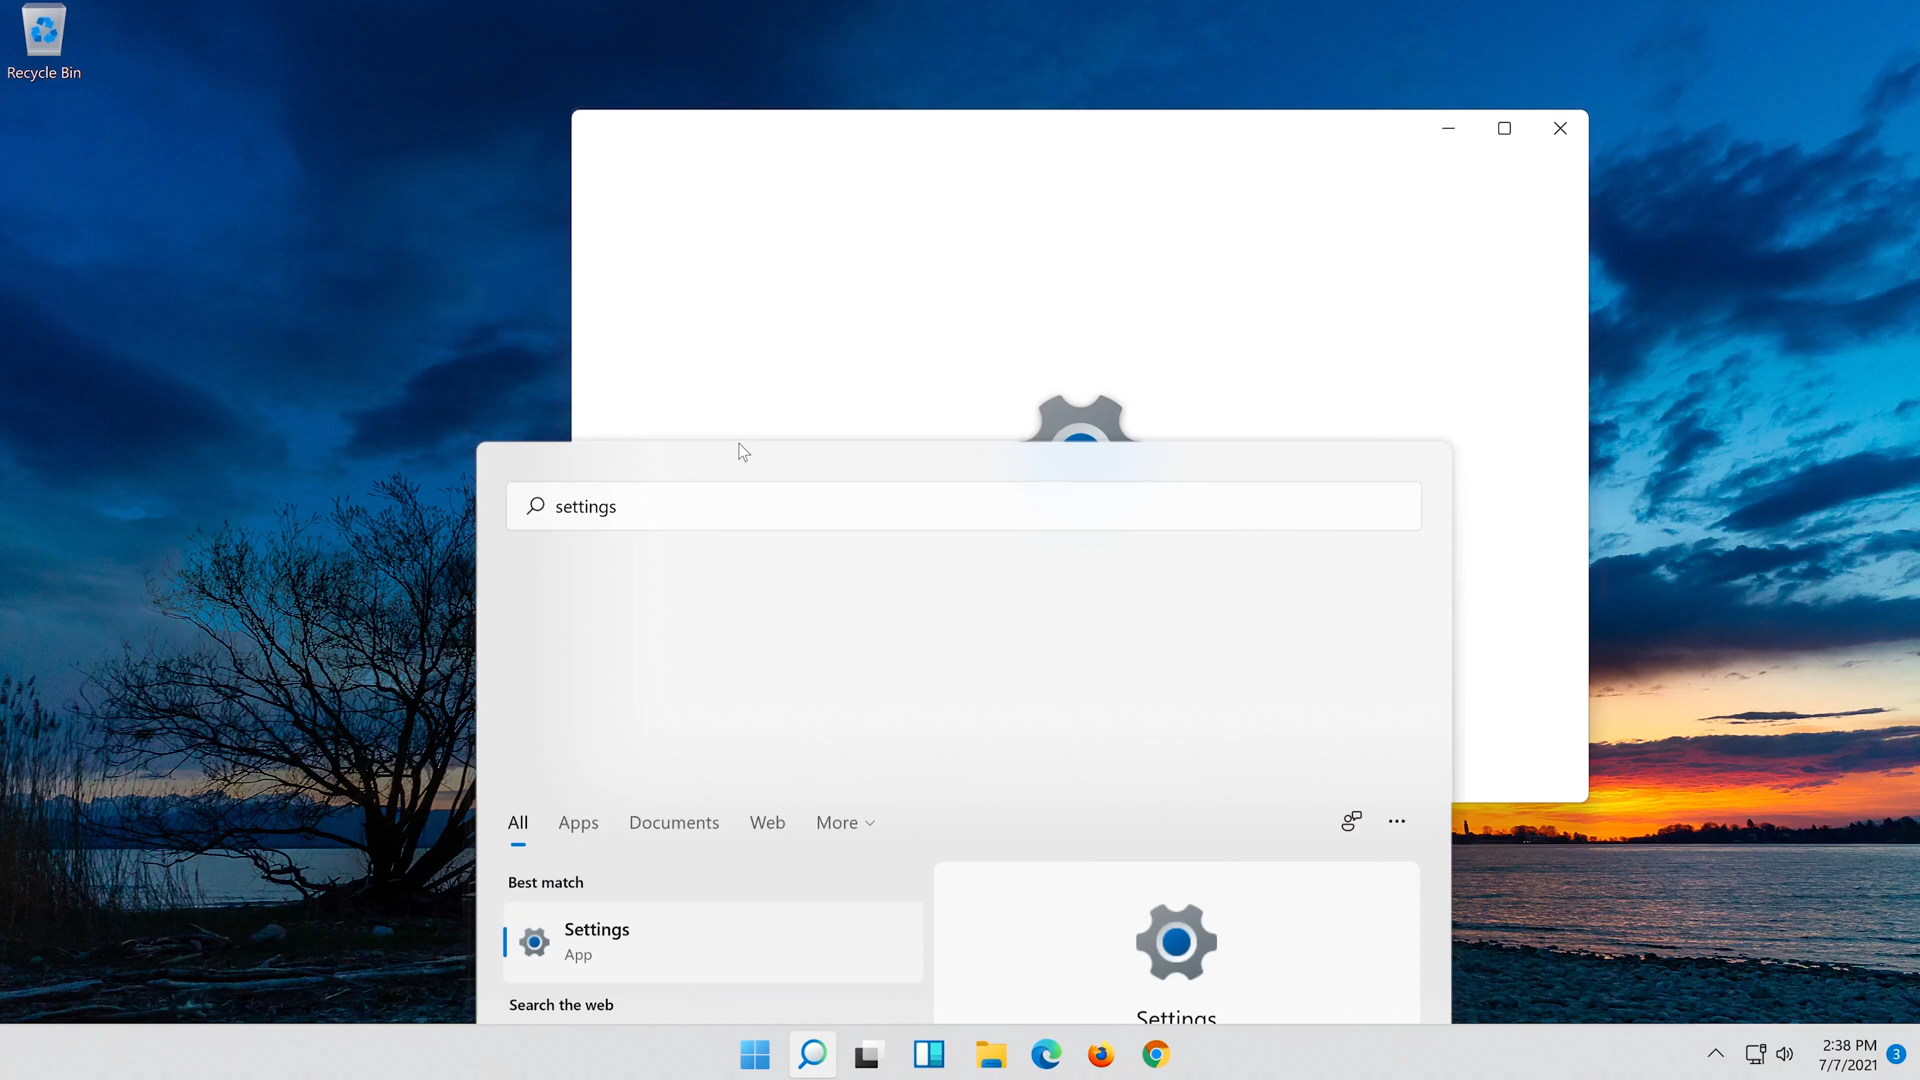 Recycle Bin
settings
All Apps Documents Web More
Best match
Settings
App
Search the web
Settings
2:38 PM
7/7/2021
3